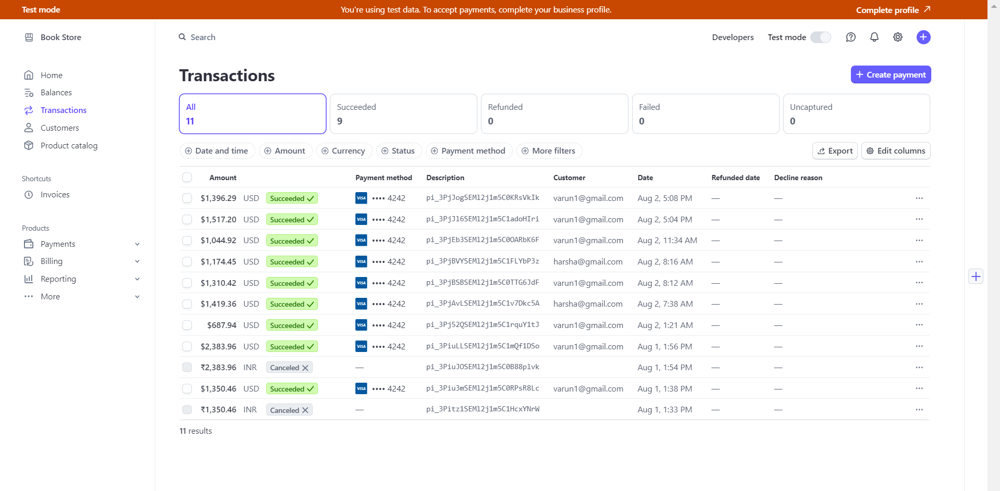 Test mode
You're using test data. To accept payments, complete your business profile.
Complete profile
Book Store
Search
Developers
Test mode
Home
Balances
Transactions
Customers
Product catalog
Shortcuts
Invoices
Products
Payments
Billing
Reporting
More
Transactions
Create payment
All
11
Succeeded
9
Refunded
0
Failed
0
Uncaptured
0
Date and time
Amount
Currency
Status
Payment method
More filters
Export
Edit columns
Amount Payment method Description Customer Date Refunded date Decline reason
$1,396.29 USD Succeeded VISA •••• 4242 pi_3PjJogSEMl2j1m5C0KRsVkIk varun1@gmail.com Aug 2, 5:08 PM — —
$1,517.20 USD Succeeded VISA •••• 4242 pi_3PjJl6SEMl2j1m5C1adoHIri varun1@gmail.com Aug 2, 5:04 PM — —
$1,044.92 USD Succeeded VISA •••• 4242 pi_3PjEb3SEMl2j1m5C0OARbK6F varun1@gmail.com Aug 2, 11:34 AM — —
$1,174.45 USD Succeeded VISA •••• 4242 pi_3PjBVYSEMl2j1m5C1FLYbP3z harsha@gmail.com Aug 2, 8:16 AM — —
$1,310.42 USD Succeeded VISA •••• 4242 pi_3PjBSBSEMl2j1m5C0TTG6JdF varun1@gmail.com Aug 2, 8:12 AM — —
$1,419.36 USD Succeeded VISA •••• 4242 pi_3PjAvLSEMl2j1m5C1v7Dkc5A harsha@gmail.com Aug 2, 7:38 AM — —
$687.94 USD Succeeded VISA •••• 4242 pi_3Pj52QSEMl2j1m5C1rquY1tJ varun1@gmail.com Aug 2, 1:21 AM — —
$2,383.96 USD Succeeded VISA •••• 4242 pi_3PiuLLSEMl2j1m5C1mQf1DSo varun1@gmail.com Aug 1, 1:56 PM — —
₹2,383.96 INR Canceled — pi_3PiuJOSEMl2j1m5C0B88plvk Aug 1, 1:54 PM — —
$1,350.46 USD Succeeded VISA •••• 4242 pi_3Piu3mSEMl2j1m5C0RPsR8Lc varun1@gmail.com Aug 1, 1:38 PM — —
₹1,350.46 INR Canceled — pi_3Pitz1SEMl2j1m5C1HcxYNrW Aug 1, 1:33 PM — —
11 results